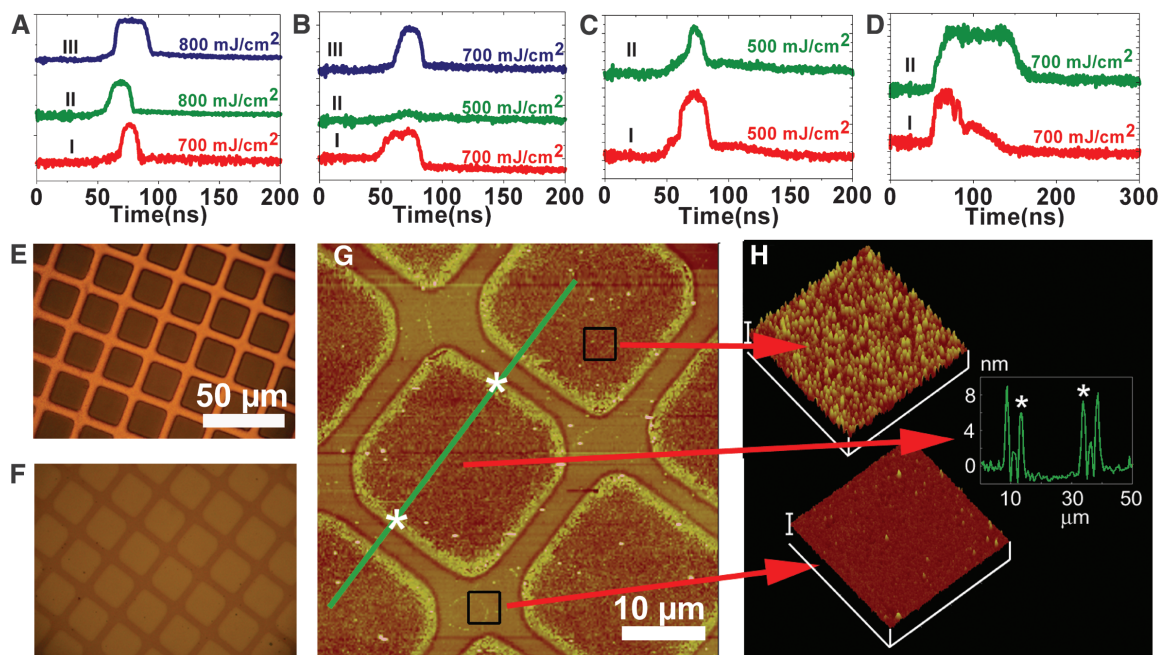 A
III
800 mJ/cm2
II
800 mJ/cm2
I
700 mJ/cm2
0 50 100 150 200
Time(ns)
B
III
700 mJ/cm2
II
500 mJ/cm2
I
700 mJ/cm2
0 50 100 150 200
Time(ns)
C
II
500 mJ/cm2
I
500 mJ/cm2
0 50 100 150 200
Time(ns)
D
II
700 mJ/cm2
I
700 mJ/cm2
0 50 100 150 200 300
Time(ns)
E
50 µm
F
G
*
*
10 µm
H
nm
8
4
0
* *
10 30 50
µm